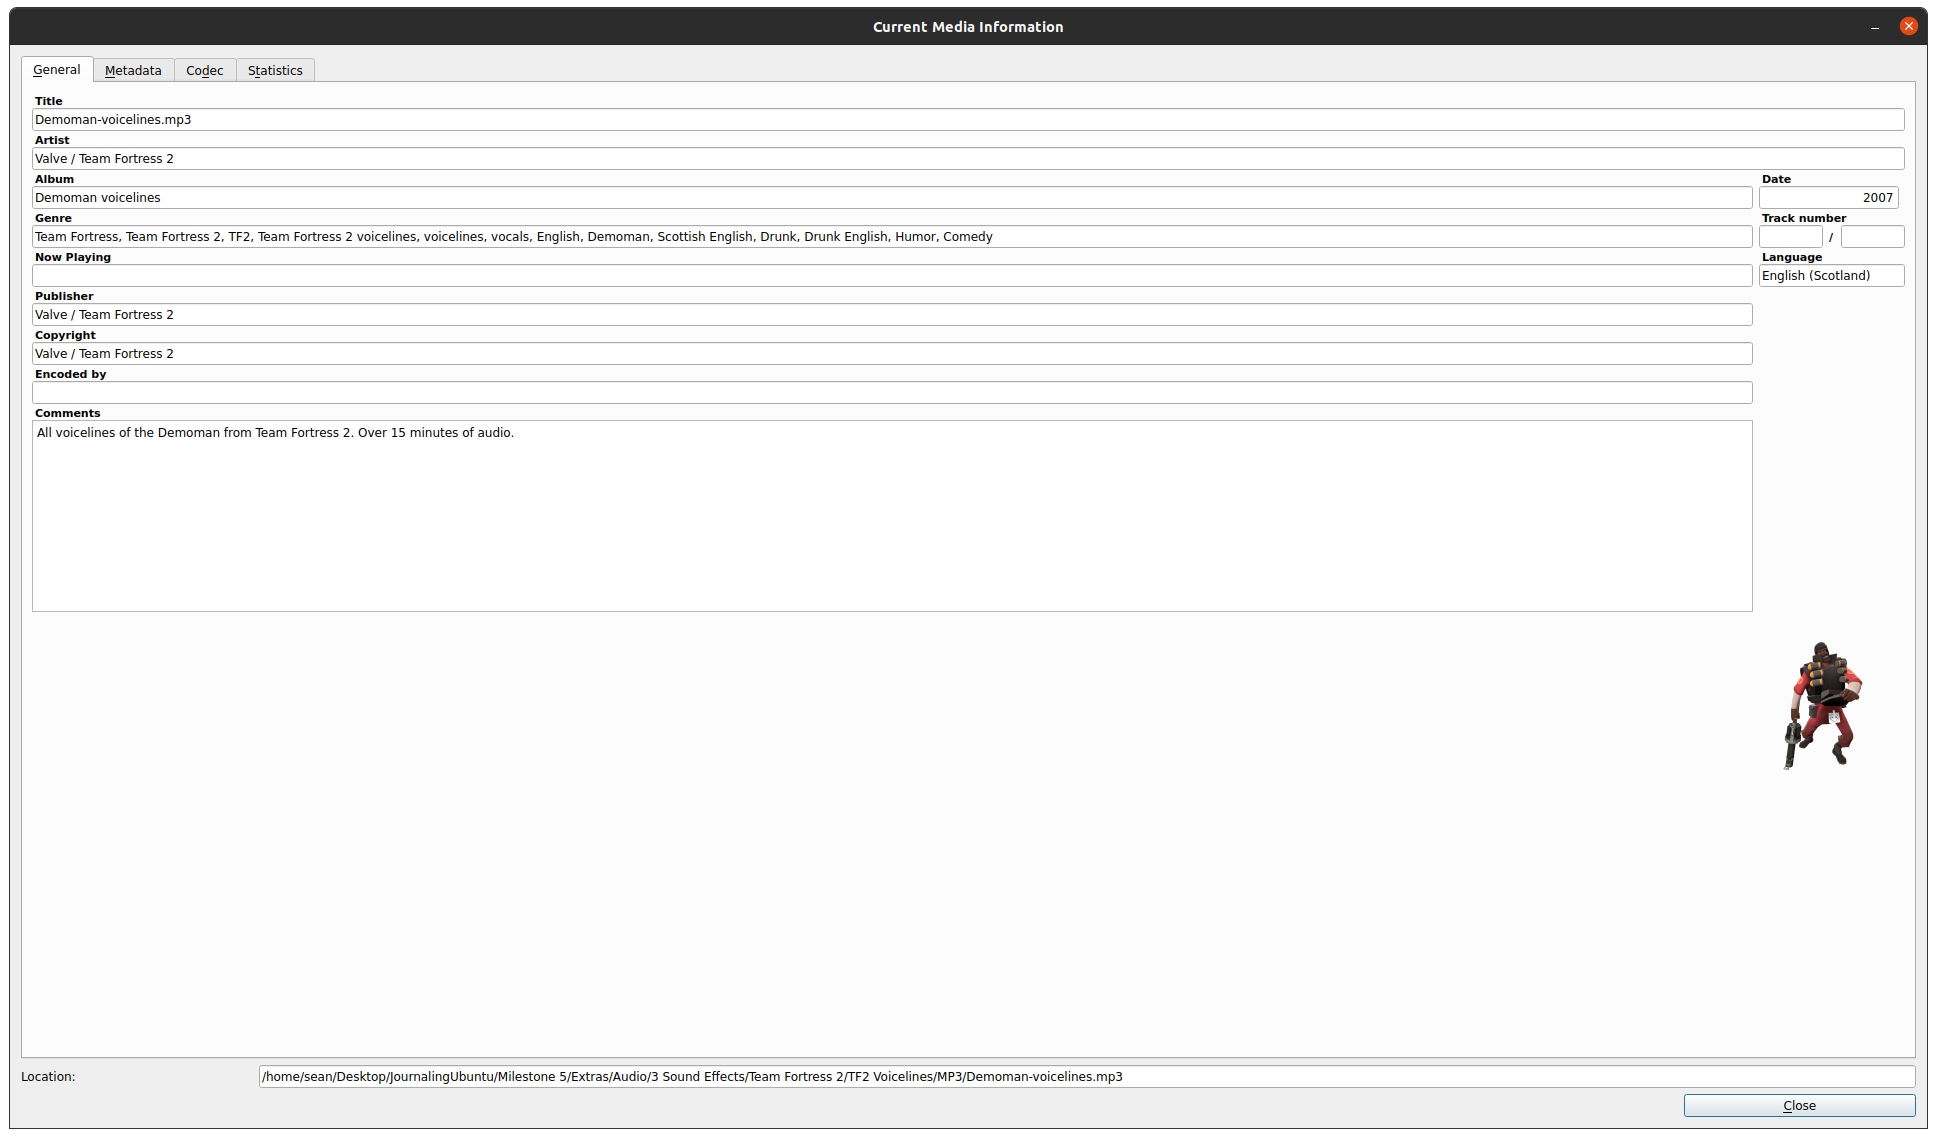 Current Media Information
General Metadata Codec Statistics
Title
Demoman-voicelines.mp3
Artist
Valve / Team Fortress 2
Album Date
Demoman voicelines 2007
Genre Track number
Team Fortress, Team Fortress 2, TF2, Team Fortress 2 voicelines, voicelines, vocals, English, Demoman, Scottish English, Drunk, Drunk English, Humor, Comedy /
Now Playing Language
English (Scotland)
Publisher
Valve / Team Fortress 2
Copyright
Valve / Team Fortress 2
Encoded by
Comments
All voicelines of the Demoman from Team Fortress 2. Over 15 minutes of audio.
Location: /home/sean/Desktop/JournalingUbuntu/Milestone 5/Extras/Audio/3 Sound Effects/Team Fortress 2/TF2 Voicelines/MP3/Demoman-voicelines.mp3
Close